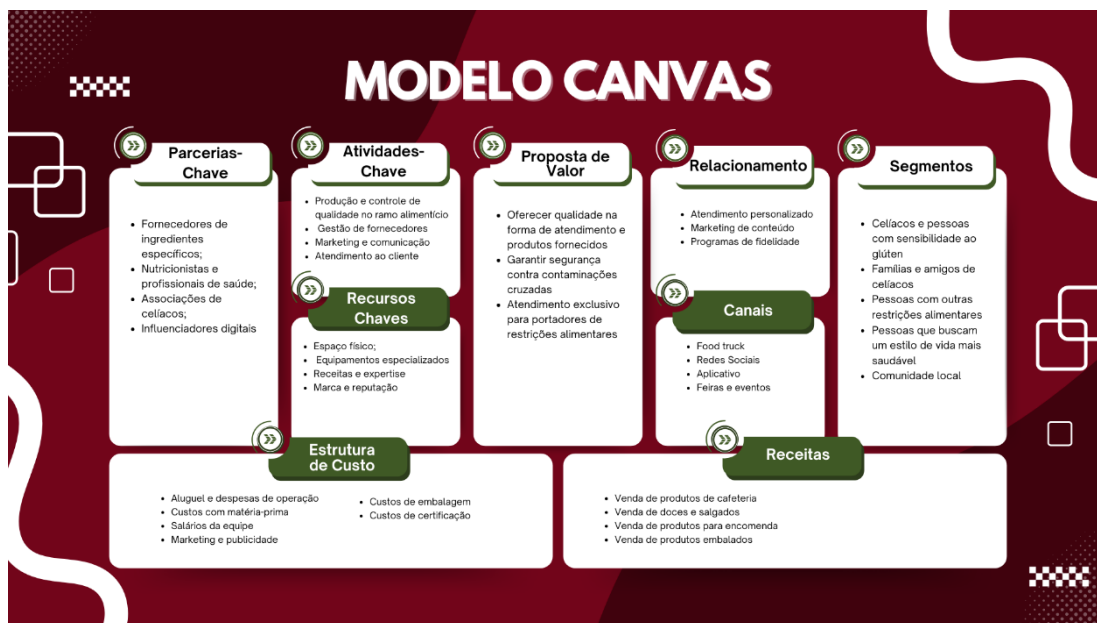 MODELO CANVAS
Parcerias-
Chave
• Fornecedores de
ingredientes
específicos;
• Nutricionistas e
profissionais de saúde;
• Associações de
celíacos;
• Influenciadores digitais
Atividades-
Chave
• Produção e controle de
qualidade no ramo alimentício
• Gestão de fornecedores
• Marketing e comunicação
• Atendimento ao cliente
Recursos
Chaves
• Espaço físico;
• Equipamentos especializados
• Receitas e expertise
• Marca e reputação
Proposta de
Valor
• Oferecer qualidade na
forma de atendimento e
produtos fornecidos
• Garantir segurança
contra contaminações
cruzadas
• Atendimento exclusivo
para portadores de
restrições alimentares
Relacionamento
• Atendimento personalizado
• Marketing de conteúdo
• Programas de fidelidade
Canais
• Food truck
• Redes Sociais
• Aplicativo
• Feiras e eventos
Segmentos
• Celíacos e pessoas
com sensibilidade ao
glúten
• Famílias e amigos de
celíacos
• Pessoas com outras
restrições alimentares
• Pessoas que buscam
um estilo de vida mais
saudável
• Comunidade local
Estrutura
de Custo
• Aluguel e despesas de operação
• Custos com matéria-prima
• Salários da equipe
• Marketing e publicidade
• Custos de embalagem
• Custos de certificação
Receitas
• Venda de produtos de cafeteria
• Venda de doces e salgados
• Venda de produtos para encomenda
• Venda de produtos embalados